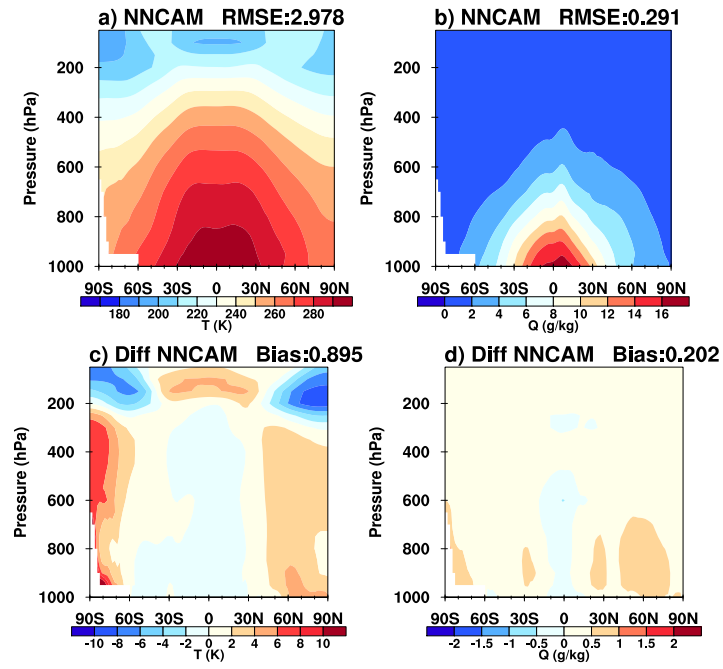 a) NNCAM RMSE:2.978
Pressure (hPa)
200
400
600
800
1000
90S 60S 30S 0 30N 60N 90N
180 200 220 240 260 280
T (K)
b) NNCAM RMSE:0.291
Pressure (hPa)
200
400
600
800
1000
90S 60S 30S 0 30N 60N 90N
0 2 4 6 8 10 12 14 16
Q (g/kg)
c) Diff NNCAM Bias:0.895
Pressure (hPa)
200
400
600
800
1000
90S 60S 30S 0 30N 60N 90N
-10 -8 -6 -4 -2 0 2 4 6 8 10
T (K)
d) Diff NNCAM Bias:0.202
Pressure (hPa)
200
400
600
800
1000
90S 60S 30S 0 30N 60N 90N
-2 -1.5 -1 -0.5 0 0.5 1 1.5 2
Q (g/kg)